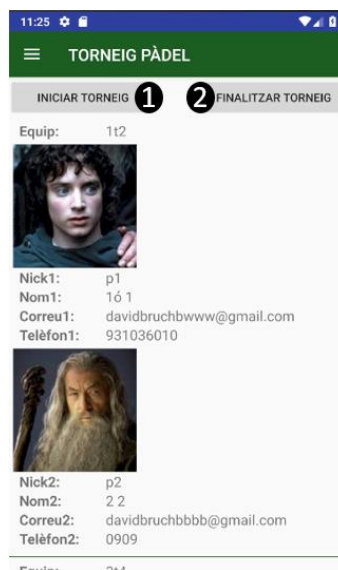 11:25
TORNEIG PÀDEL
INICIAR TORNEIG 1 2 FINALITZAR TORNEIG
Equip: 1t2
Nick1: p1
Nom1: 1ó 1
Correu1: davidbruchbwww@gmail.com
Telèfon1: 931036010
Nick2: p2
Nom2: 2 2
Correu2: davidbruchbbbb@gmail.com
Telèfon2: 0909